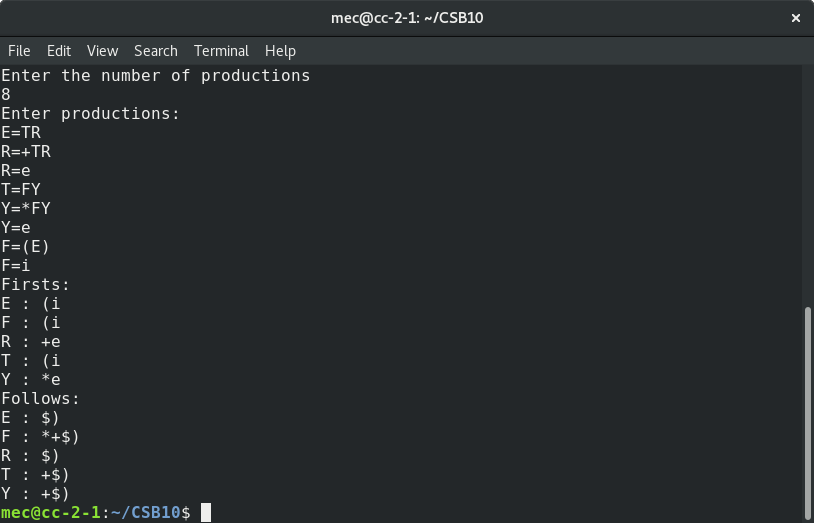 mec@cc-2-1: ~/CSB10
File Edit View Search Terminal Help
Enter the number of productions
8
Enter productions:
E=TR
R=+TR
R=e
T=FY
Y=*FY
Y=e
F=(E)
F=i
Firsts:
E : (i
F : (i
R : +e
T : (i
Y : *e
Follows:
E : $)
F : *+$)
R : $)
T : +$)
Y : +$)
mec@cc-2-1:~/CSB10$